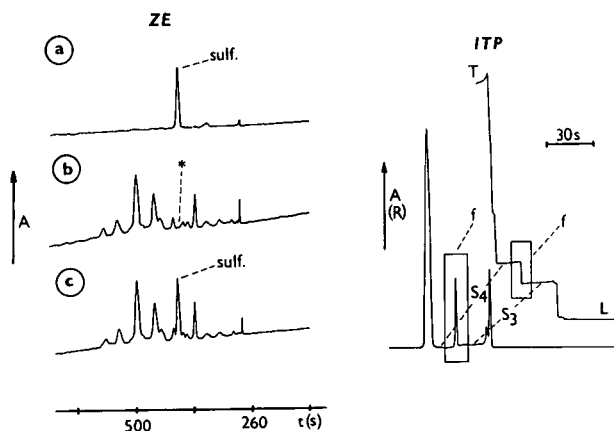 ZE
a
sulf.
b
*
A
c
sulf.
500
260
t(s)
ITP
T
30s
A
(R)
f
f
S4
S3
L